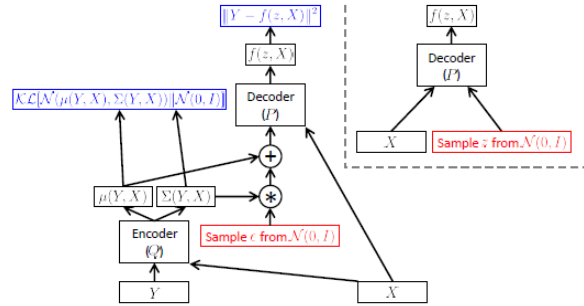 ‖Y − f(z, X)‖²
f(z, X)
Decoder
(P)
KL[N(μ(Y, X), Σ(Y, X))‖N(0, I)]
+
μ(Y, X)
Σ(Y, X)
*
Sample ϵ from N(0, I)
Encoder
(Q)
Y
X
f(z, X)
Decoder
(P)
X
Sample z from N(0, I)